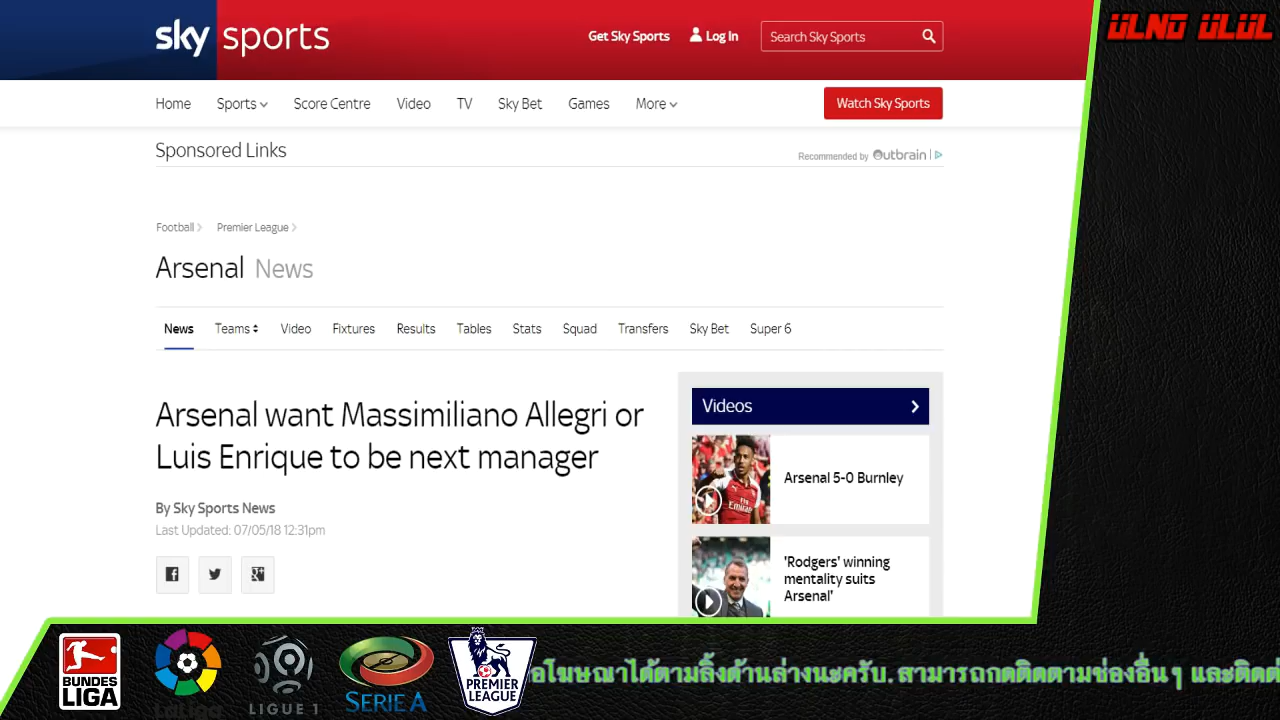 sky sports
Get Sky Sports
Log In
Search Sky Sports
Home
Sports
Score Centre
Video
TV
Sky Bet
Games
More
Watch Sky Sports
Sponsored Links
Recommended by Outbrain
Football
Premier League
Arsenal News
News
Teams
Video
Fixtures
Results
Tables
Stats
Squad
Transfers
Sky Bet
Super 6
Arsenal want Massimiliano Allegri or
Luis Enrique to be next manager
By Sky Sports News
Last Updated: 07/05/18 12:31pm
Videos
Arsenal 5-0 Burnley
'Rodgers' winning
mentality suits
Arsenal'
BUNDES
LIGA
LaLiga
LIGUE 1
SERIE A
PREMIER
LEAGUE
อโฆษณาได้ตามลิ้งด้านล่างนะครับ. สามารถกดติดตามช่องอื่นๆ และติดต่